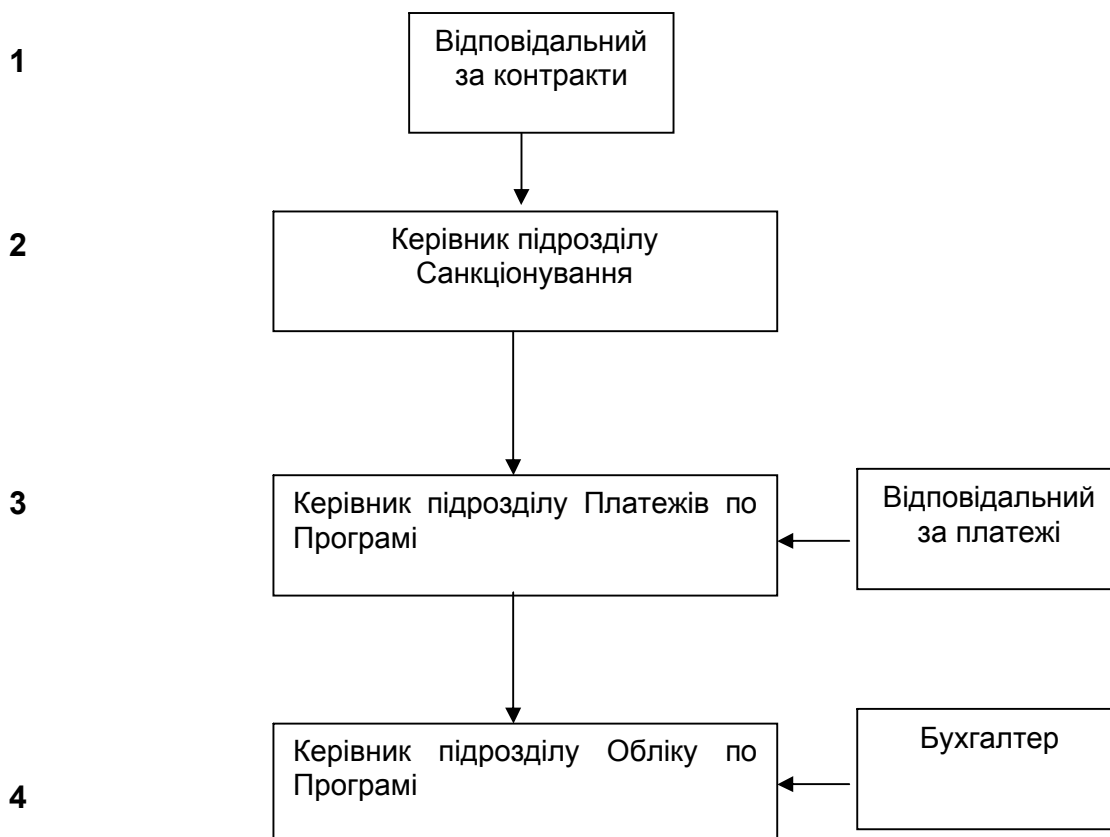 1
Відповідальний
за контракти
2
Керівник підрозділу
Санкціонування
3
Керівник підрозділу Платежів по
Програмі
Відповідальний
за платежі
Керівник підрозділу Обліку по
Програмі
Бухгалтер
4